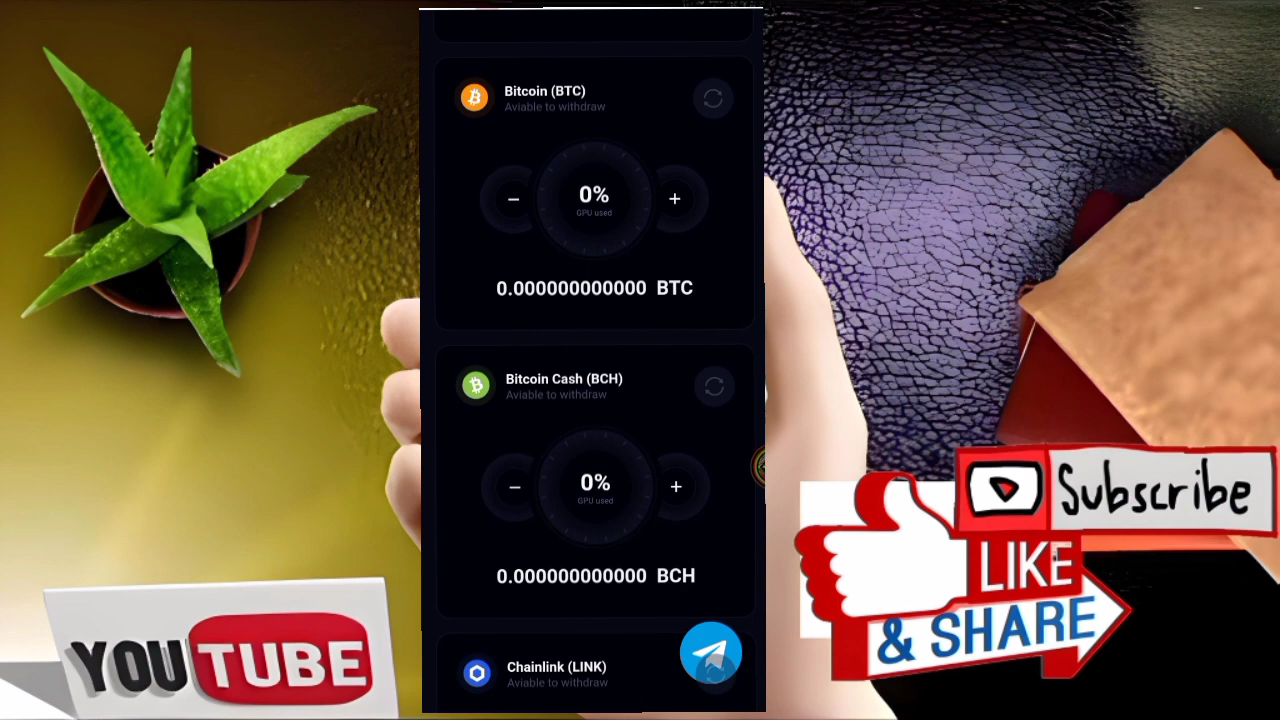 Bitcoin (BTC)
Aviable to withdraw
0%
GPU used
0.000000000000 BTC
Bitcoin Cash (BCH)
Aviable to withdraw
0%
GPU used
0.000000000000 BCH
Chainlink (LINK)
Aviable to withdraw
YOUTUBE
Subscribe
LIKE
& SHARE